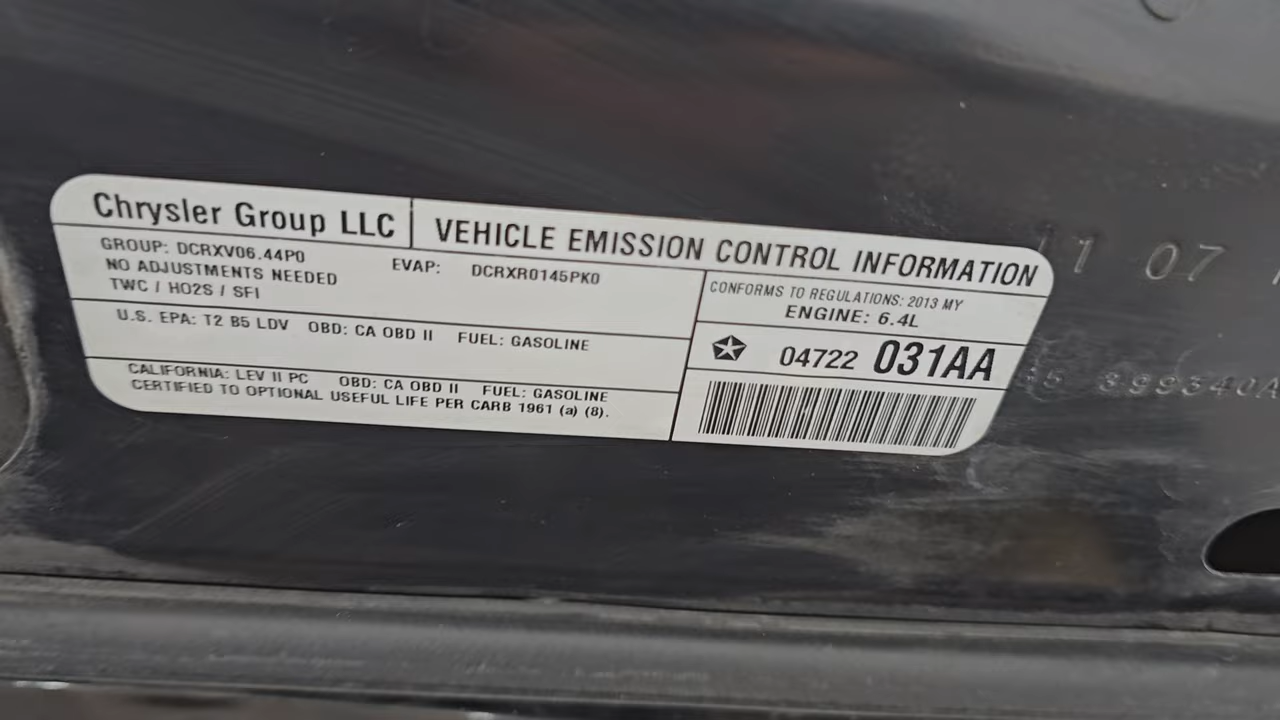 Chrysler Group LLC
VEHICLE EMISSION CONTROL INFORMATION
GROUP: DCRXV06.44P0 EVAP: DCRXR0145PK0
NO ADJUSTMENTS NEEDED
TWC / HO2S / SFI
CONFORMS TO REGULATIONS: 2013 MY
ENGINE: 6.4L
U.S. EPA: T2 B5 LDV OBD: CA OBD II FUEL: GASOLINE
04722 031AA
CALIFORNIA: LEV II PC OBD: CA OBD II FUEL: GASOLINE
CERTIFIED TO OPTIONAL USEFUL LIFE PER CARB 1961 (a) (8).
11 07
899340A